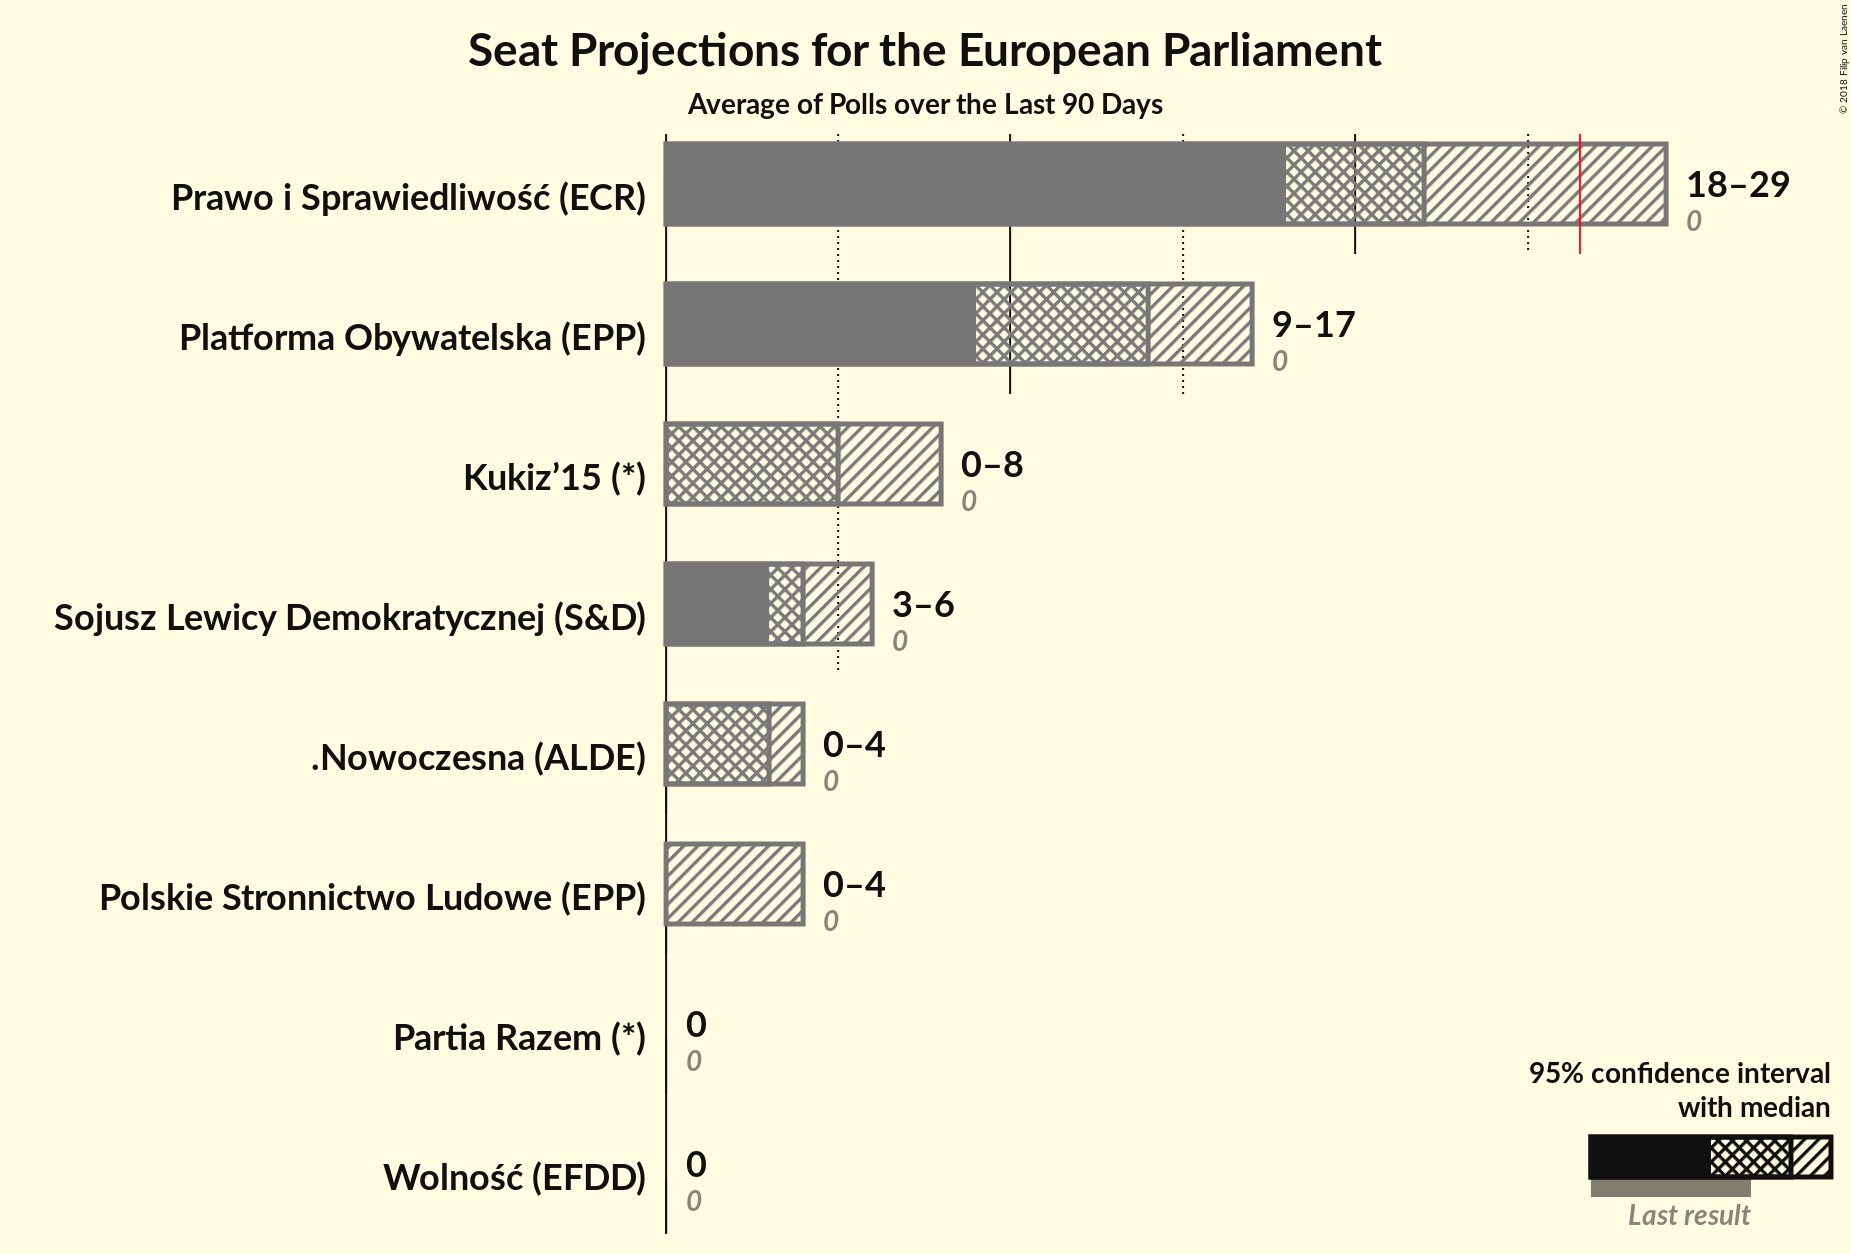 Seat Projections for the European Parliament
Average of Polls over the Last 90 Days
© 2018 Filip van Laenen
Prawo i Sprawiedliwość (ECR)
18–29
0
Platforma Obywatelska (EPP)
9–17
0
Kukiz’15 (*)
0–8
0
Sojusz Lewicy Demokratycznej (S&D)
3–6
0
.Nowoczesna (ALDE)
0–4
0
Polskie Stronnictwo Ludowe (EPP)
0–4
0
Partia Razem (*)
0
0
Wolność (EFDD)
0
0
95% confidence interval
with median
Last result